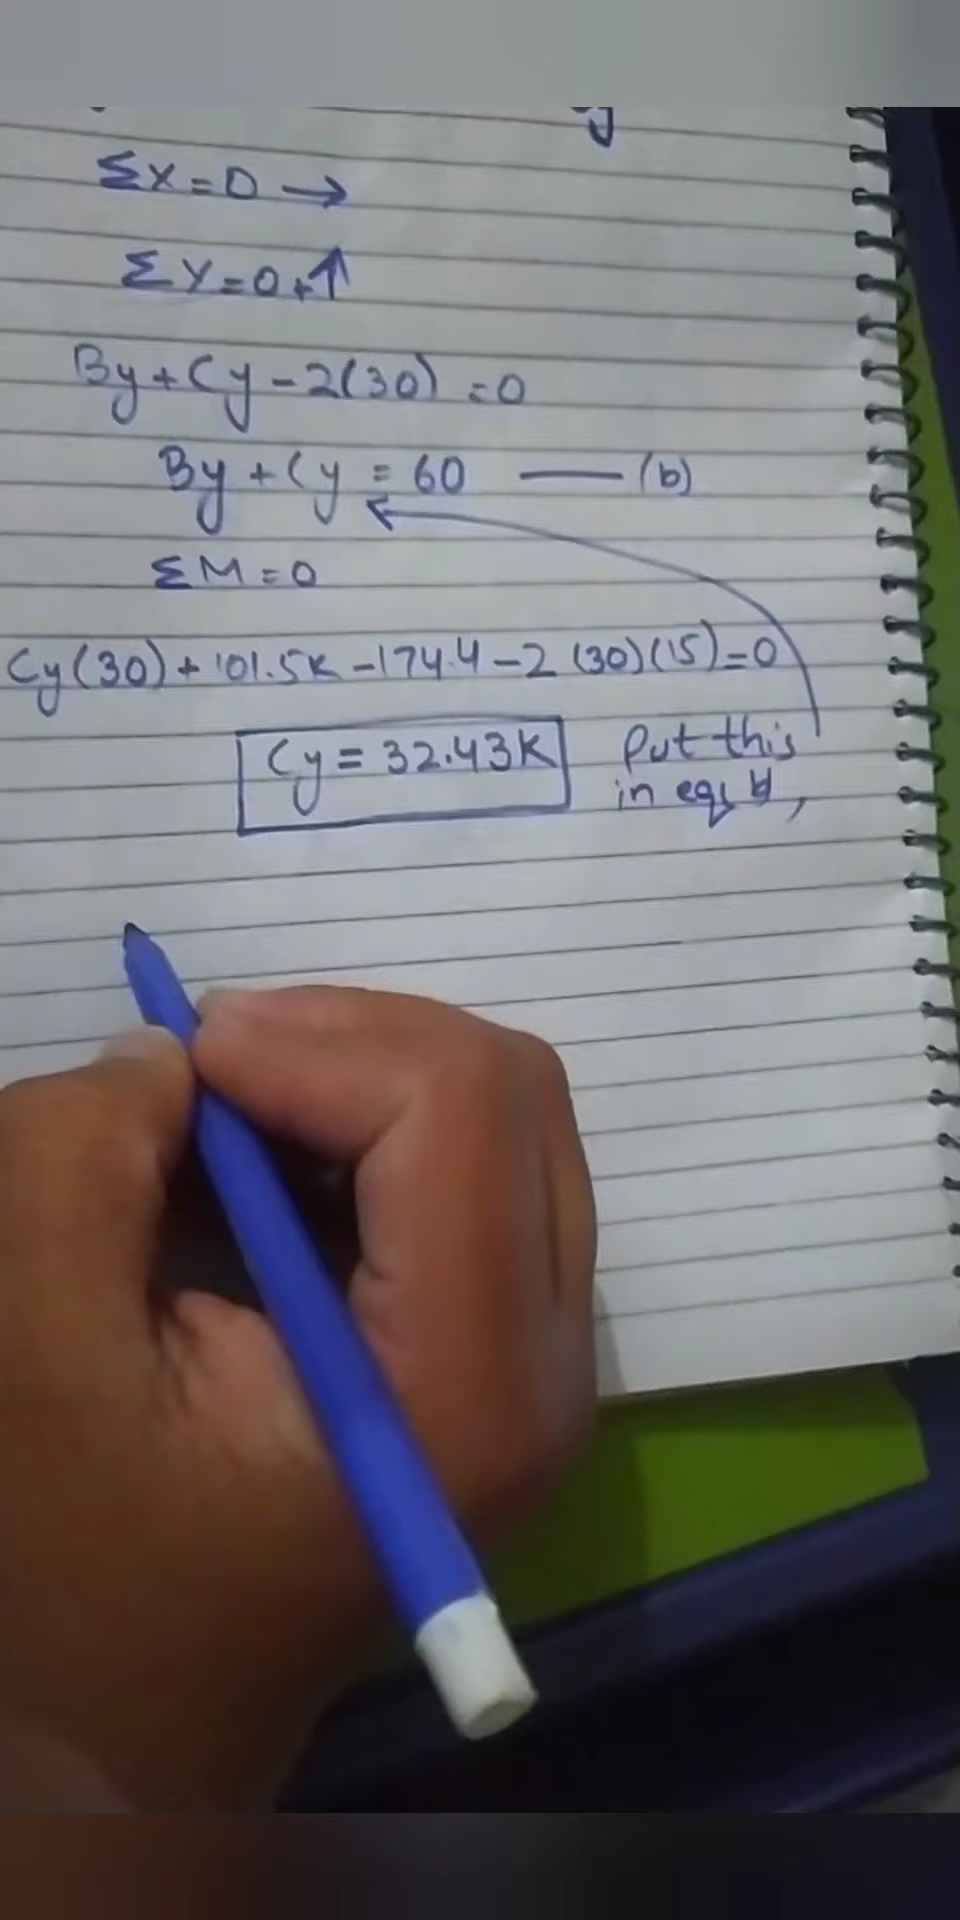 ΣX=0 →
ΣY=0+↑
By+Cy-2(30)=0
By+Cy=60 —— (b)
ΣM=0
Cy(30)+101.5K-174.4-2(30)(15)=0
Cy=32.43K
Put this
in eqs b,